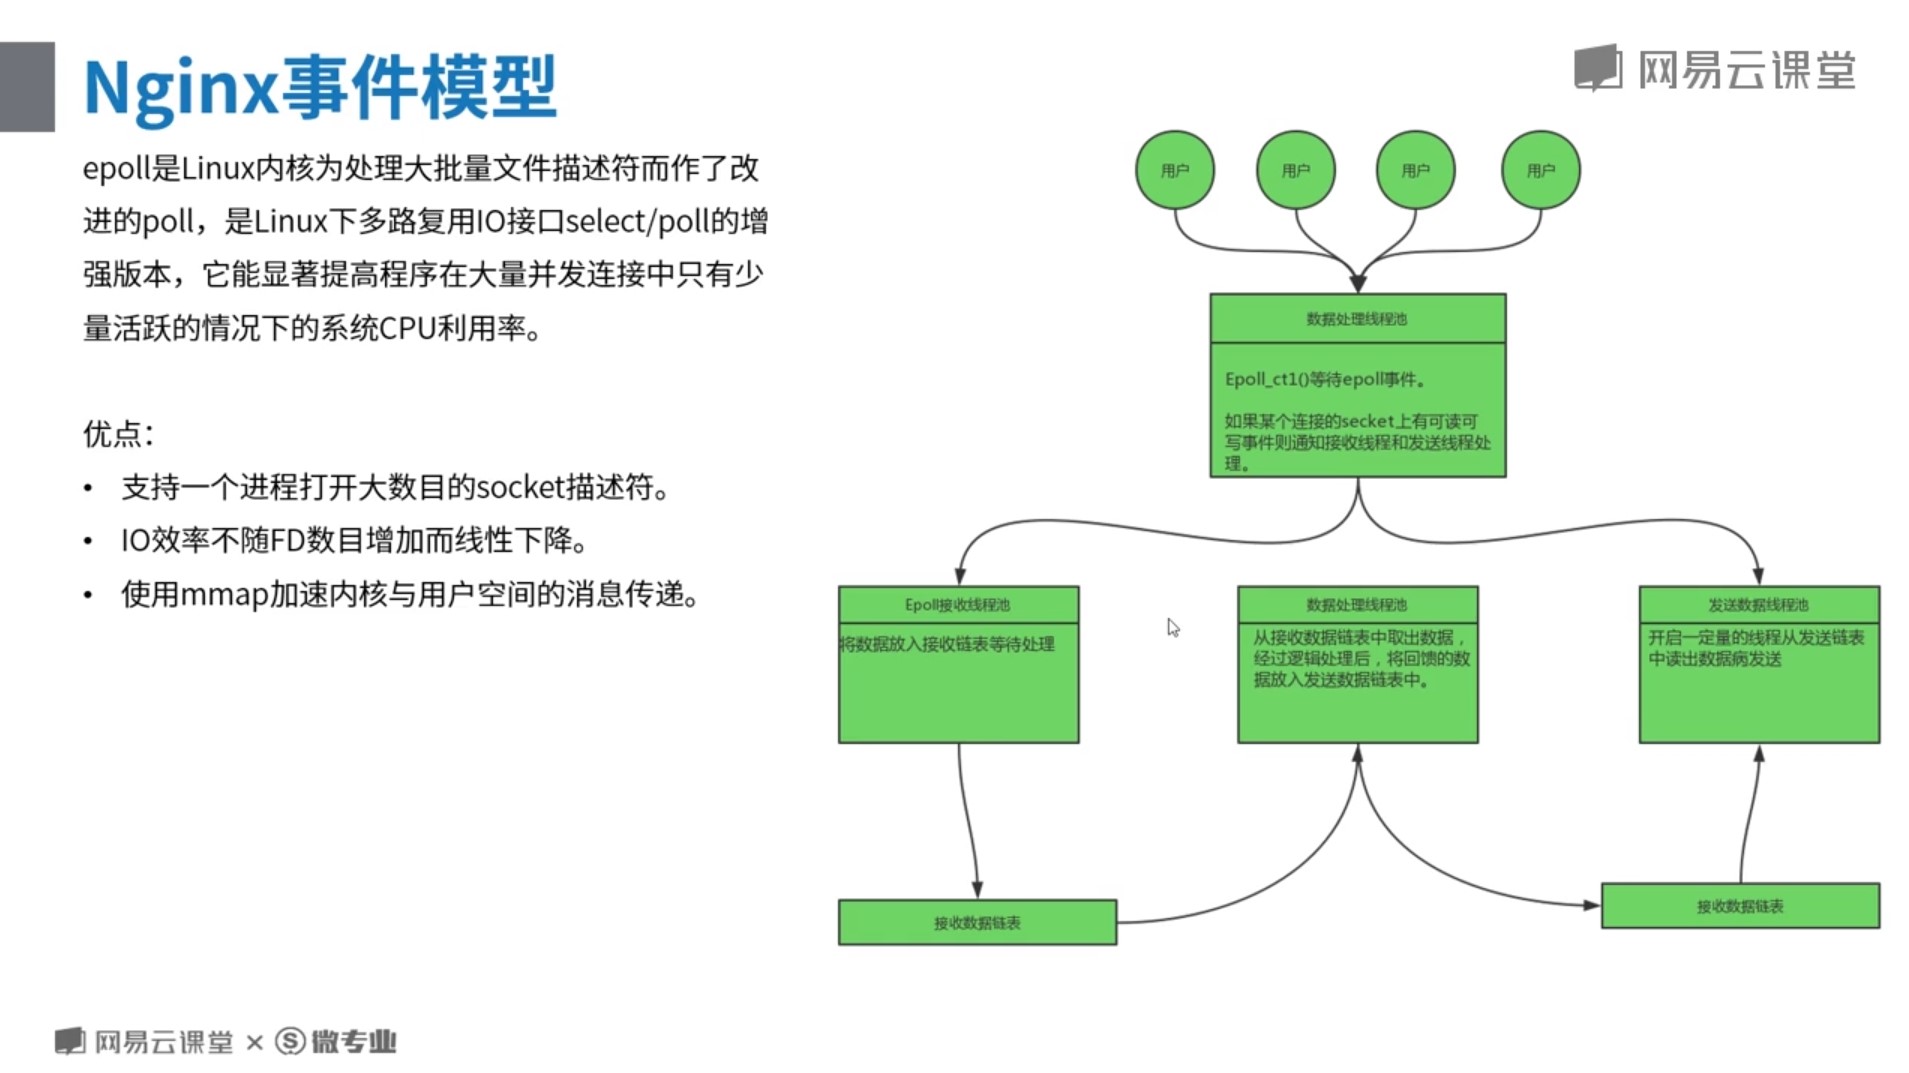 Nginx事件模型
网易云课堂
epoll是Linux内核为处理大批量文件描述符而作了改
进的poll，是Linux下多路复用IO接口select/poll的增
强版本，它能显著提高程序在大量并发连接中只有少
量活跃的情况下的系统CPU利用率。
优点：
• 支持一个进程打开大数目的socket描述符。
• IO效率不随FD数目增加而线性下降。
• 使用mmap加速内核与用户空间的消息传递。
用户
用户
用户
用户
数据处理线程池
Epoll_ct1()等待epoll事件。
如果某个连接的secket上有可读可
写事件则通知接收线程和发送线程处
理。
Epoll接收线程池
将数据放入接收链表等待处理
数据处理线程池
从接收数据链表中取出数据，
经过逻辑处理后，将回馈的数
据放入发送数据链表中。
发送数据线程池
开启一定量的线程从发送链表
中读出数据病发送
接收数据链表
接收数据链表
网易云课堂 × 微专业